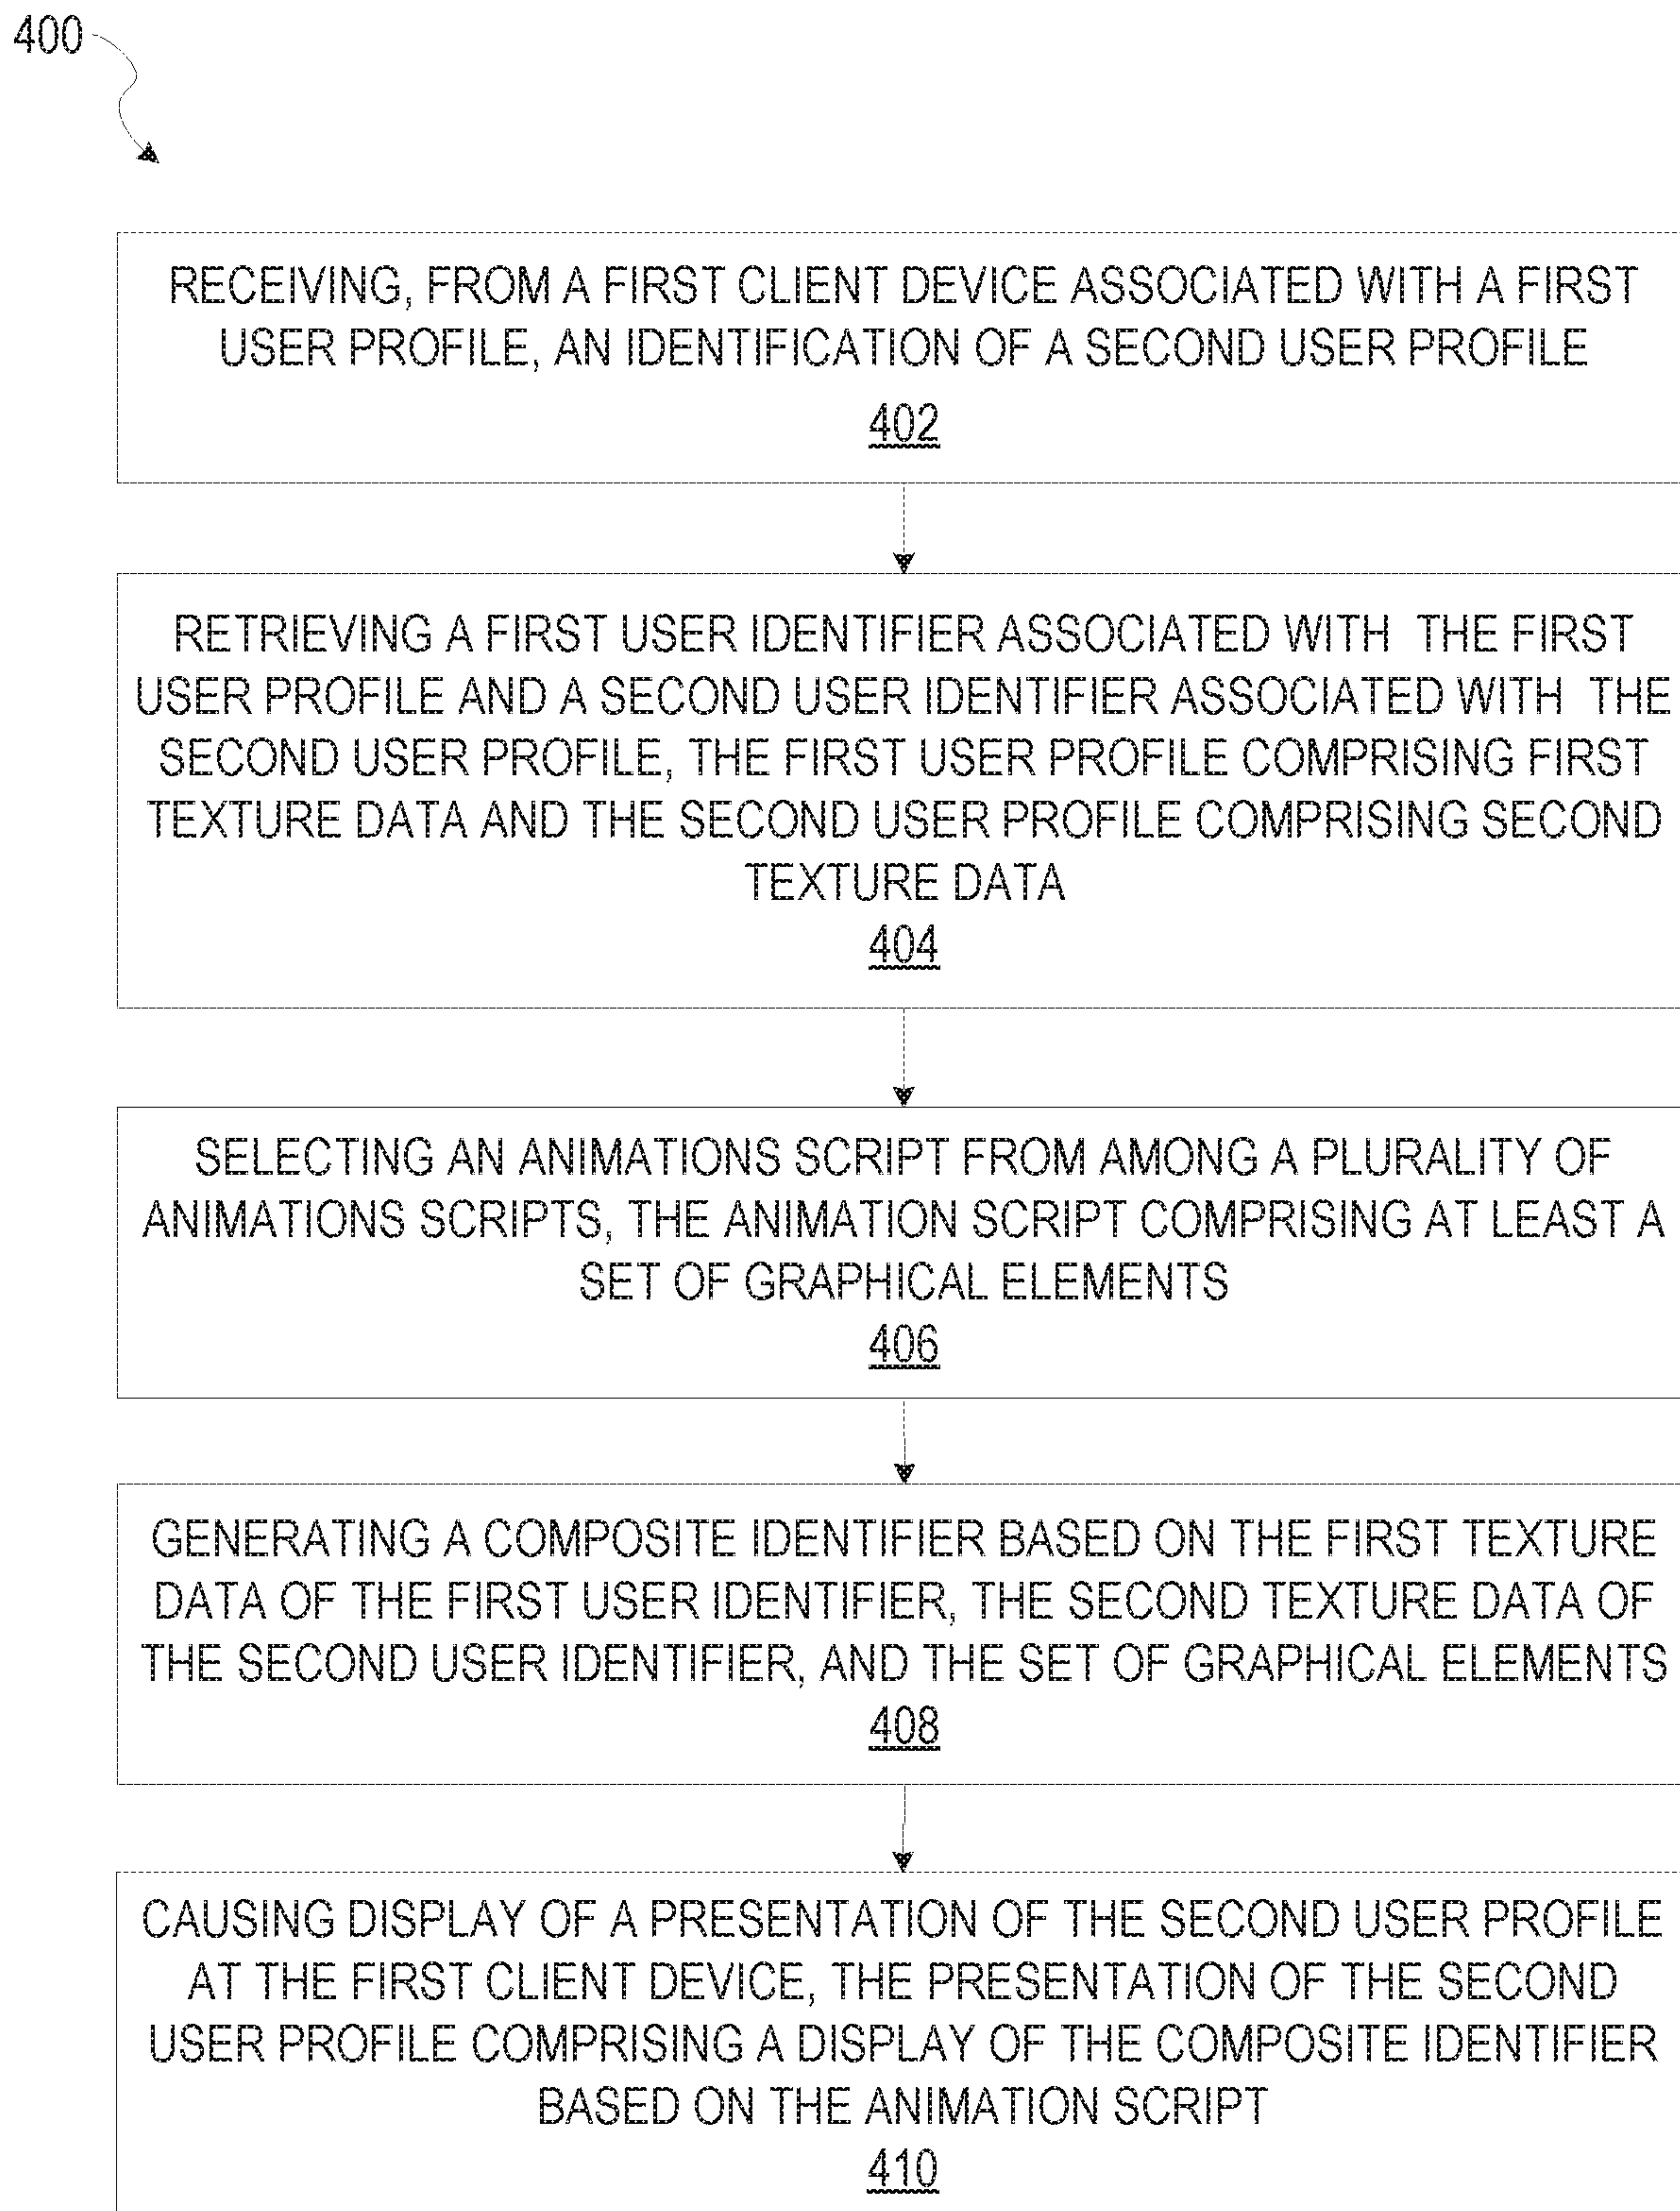 400
RECEIVING, FROM A FIRST CLIENT DEVICE ASSOCIATED WITH A FIRST
USER PROFILE, AN IDENTIFICATION OF A SECOND USER PROFILE
402
RETRIEVING A FIRST USER IDENTIFIER ASSOCIATED WITH THE FIRST
USER PROFILE AND A SECOND USER IDENTIFIER ASSOCIATED WITH THE
SECOND USER PROFILE, THE FIRST USER PROFILE COMPRISING FIRST
TEXTURE DATA AND THE SECOND USER PROFILE COMPRISING SECOND
TEXTURE DATA
404
SELECTING AN ANIMATIONS SCRIPT FROM AMONG A PLURALITY OF
ANIMATIONS SCRIPTS, THE ANIMATION SCRIPT COMPRISING AT LEAST A
SET OF GRAPHICAL ELEMENTS
406
GENERATING A COMPOSITE IDENTIFIER BASED ON THE FIRST TEXTURE
DATA OF THE FIRST USER IDENTIFIER, THE SECOND TEXTURE DATA OF
THE SECOND USER IDENTIFIER, AND THE SET OF GRAPHICAL ELEMENTS
408
CAUSING DISPLAY OF A PRESENTATION OF THE SECOND USER PROFILE
AT THE FIRST CLIENT DEVICE, THE PRESENTATION OF THE SECOND
USER PROFILE COMPRISING A DISPLAY OF THE COMPOSITE IDENTIFIER
BASED ON THE ANIMATION SCRIPT
410